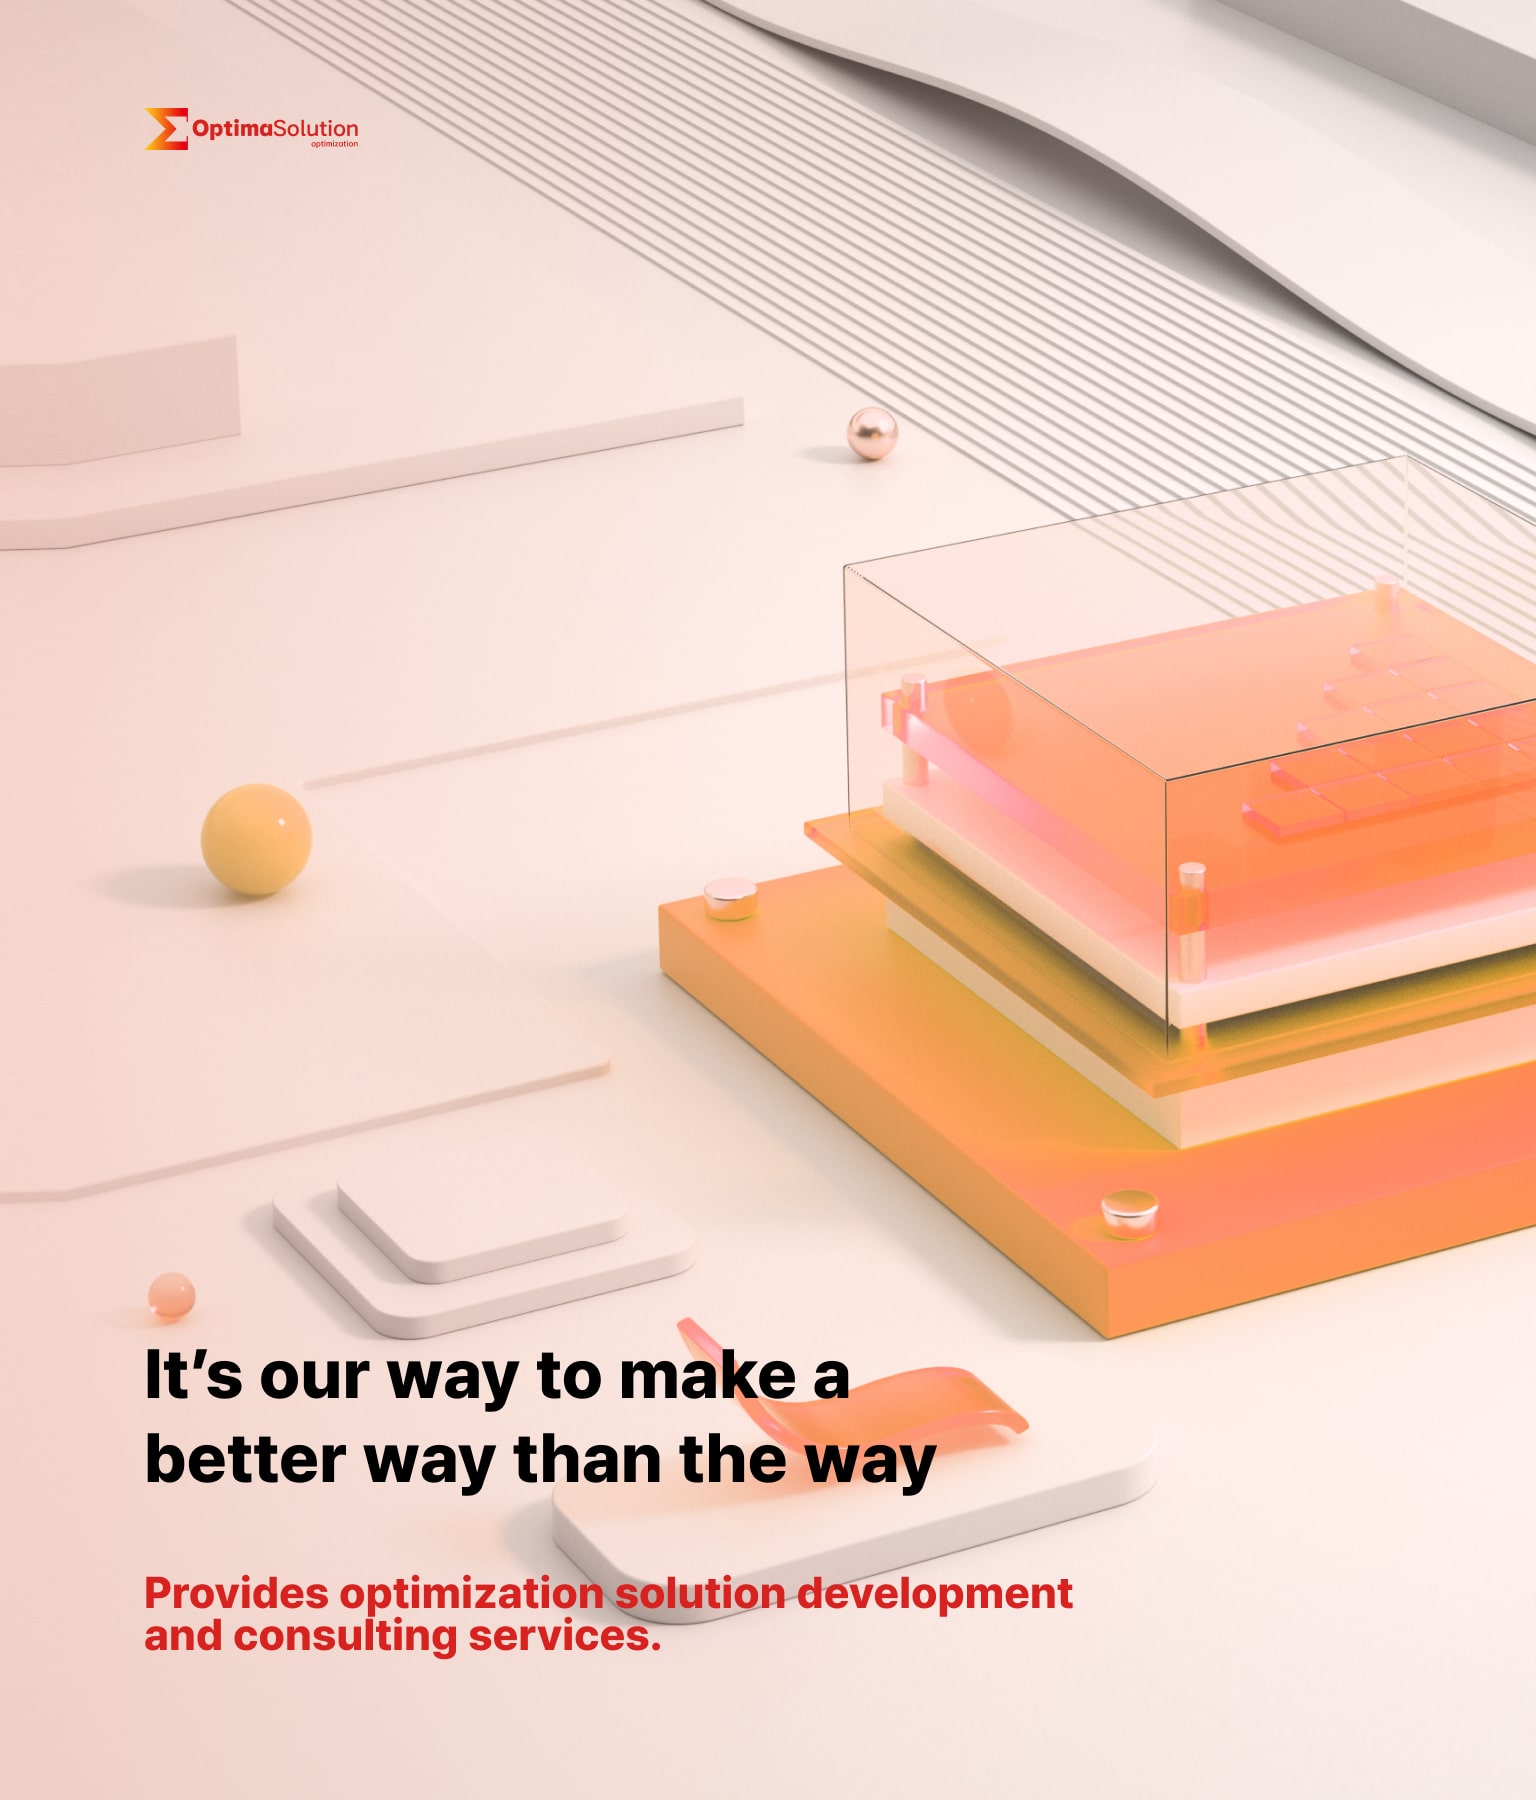 OptimaSolution
optimization
It’s our way to make a
better way than the way
Provides optimization solution development
and consulting services.